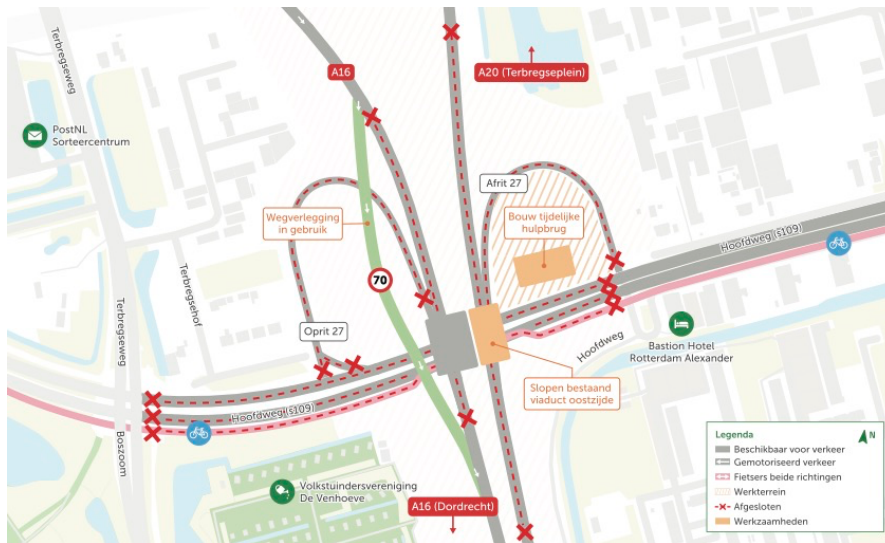 Terbregseweg
A16
A20 (Terbregseplein)
PostNL
Sorteercentrum
Afrit 27
Wegverlegging
in gebruik
Bouw tijdelijke
hulpbrug
Hoofdweg (s109)
70
Terbregsehof
Terbregseweg
Oprit 27
Hoofdweg
Bastion Hotel
Rotterdam Alexander
Slopen bestaand
viaduct oostzijde
Hoofdweg (s109)
Boszoom
Volkstuindersvereniging
De Venhoeve
A16 (Dordrecht)
Legenda
N
Beschikbaar voor verkeer
Gemotoriseerd verkeer
Fietsers beide richtingen
Werkterrein
Afgesloten
Werkzaamheden